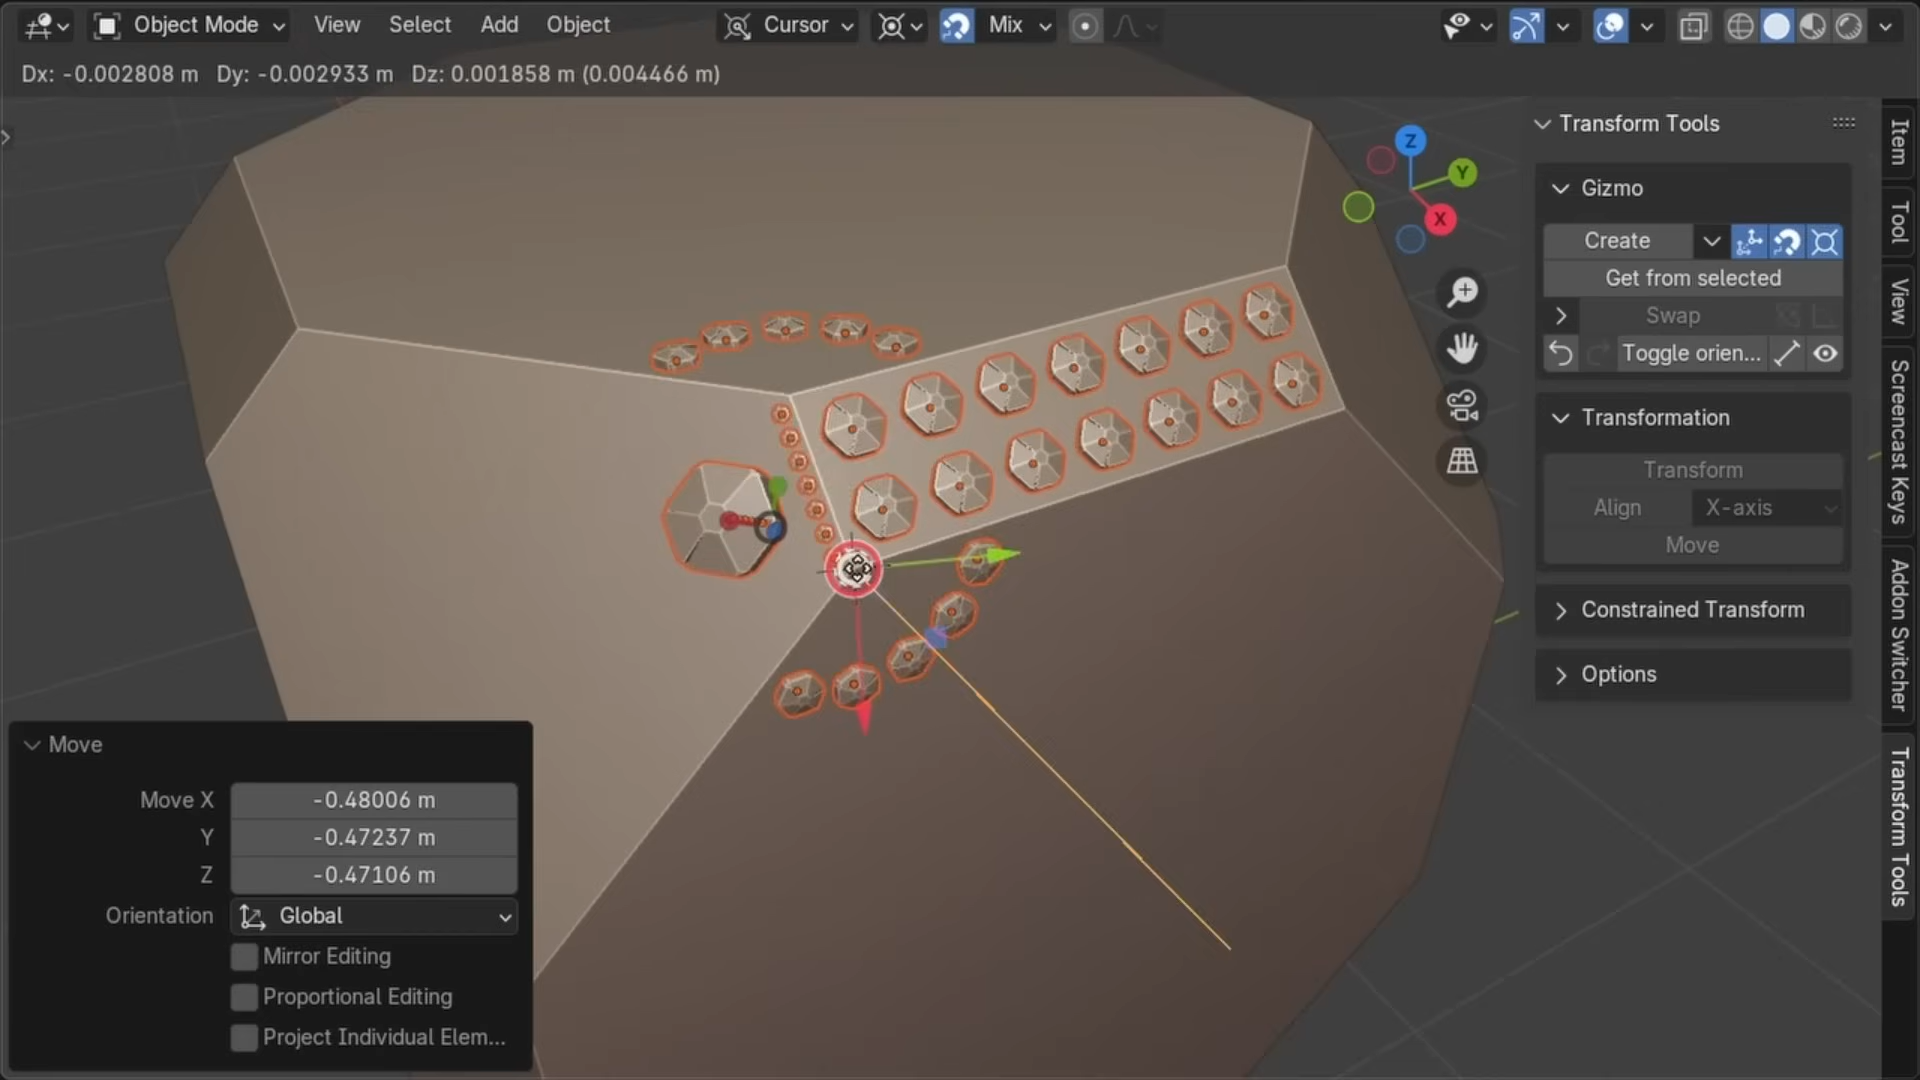 Object Mode View Select Add Object Cursor Mix
Dx: -0.002808 m Dy: -0.002933 m Dz: 0.001858 m (0.004466 m)
Transform Tools
Gizmo
Create
Get from selected
Swap
Toggle orien...
Transformation
Transform
Align X-axis
Move
Constrained Transform
Options
Z
Y
X
Item
Tool
View
Screencast Keys
Addon Switcher
Transform Tools
Move
Move X -0.48006 m
Y -0.47237 m
Z -0.47106 m
Orientation Global
Mirror Editing
Proportional Editing
Project Individual Elem...